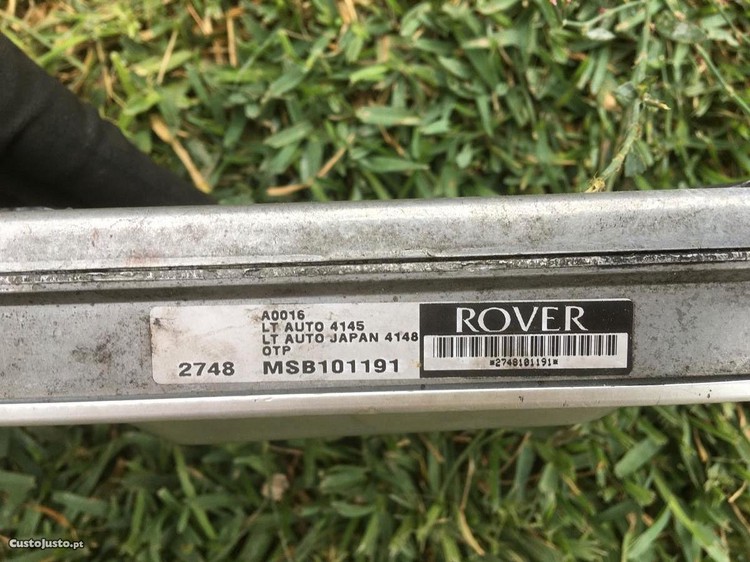 A0016
LT AUTO 4145
LT AUTO JAPAN 4148
OTP
2748 MSB101191
ROVER
*2748101191*
CustoJusto.pt